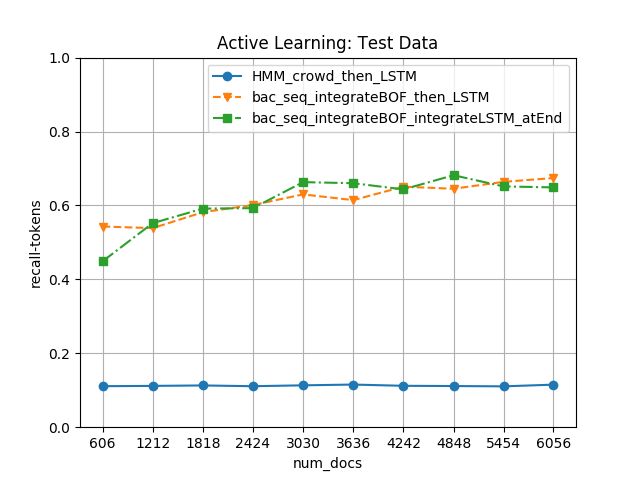 Active Learning: Test Data
HMM_crowd_then_LSTM
bac_seq_integrateBOF_then_LSTM
bac_seq_integrateBOF_integrateLSTM_atEnd
recall-tokens
1.0
0.8
0.6
0.4
0.2
0.0
606 1212 1818 2424 3030 3636 4242 4848 5454 6056
num_docs